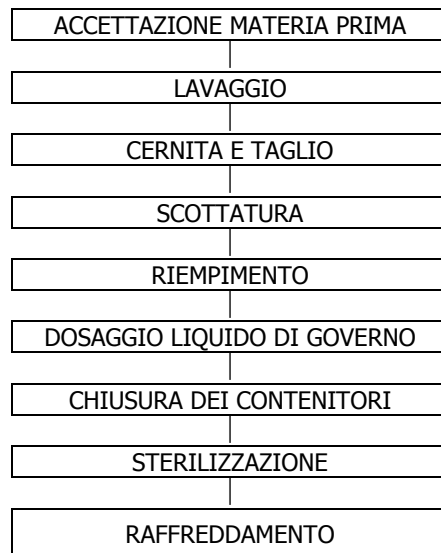 ACCETTAZIONE MATERIA PRIMA
LAVAGGIO
CERNITA E TAGLIO
SCOTTATURA
RIEMPIMENTO
DOSAGGIO LIQUIDO DI GOVERNO
CHIUSURA DEI CONTENITORI
STERILIZZAZIONE
RAFFREDDAMENTO